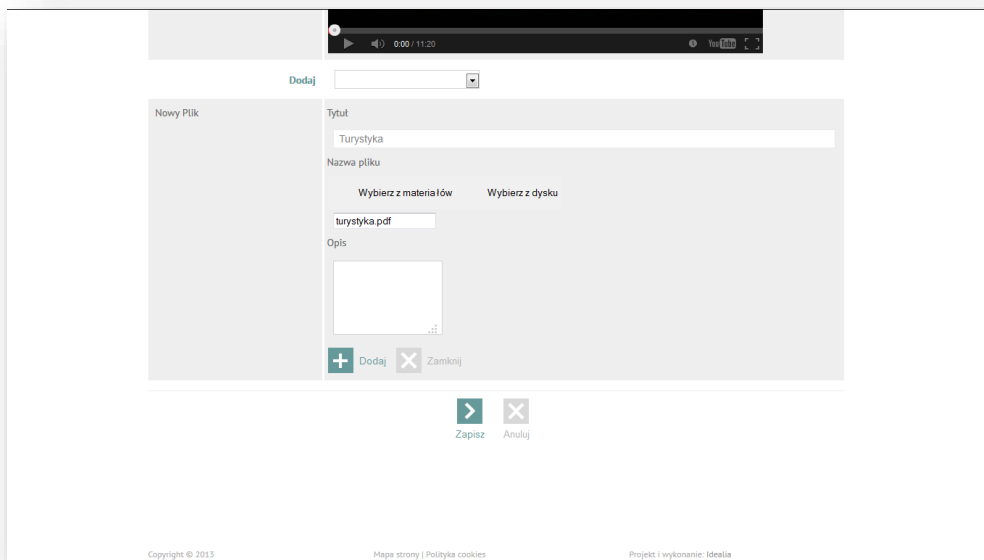 0:00 / 11:20 YouTube
Dodaj
Nowy Plik Tytuł
Turystyka
Nazwa pliku
Wybierz z materiałów Wybierz z dysku
turystyka.pdf
Opis
Dodaj Zamknij
Zapisz Anuluj
Copyright © 2013 Mapa strony | Polityka cookies Projekt i wykonanie: Idealia